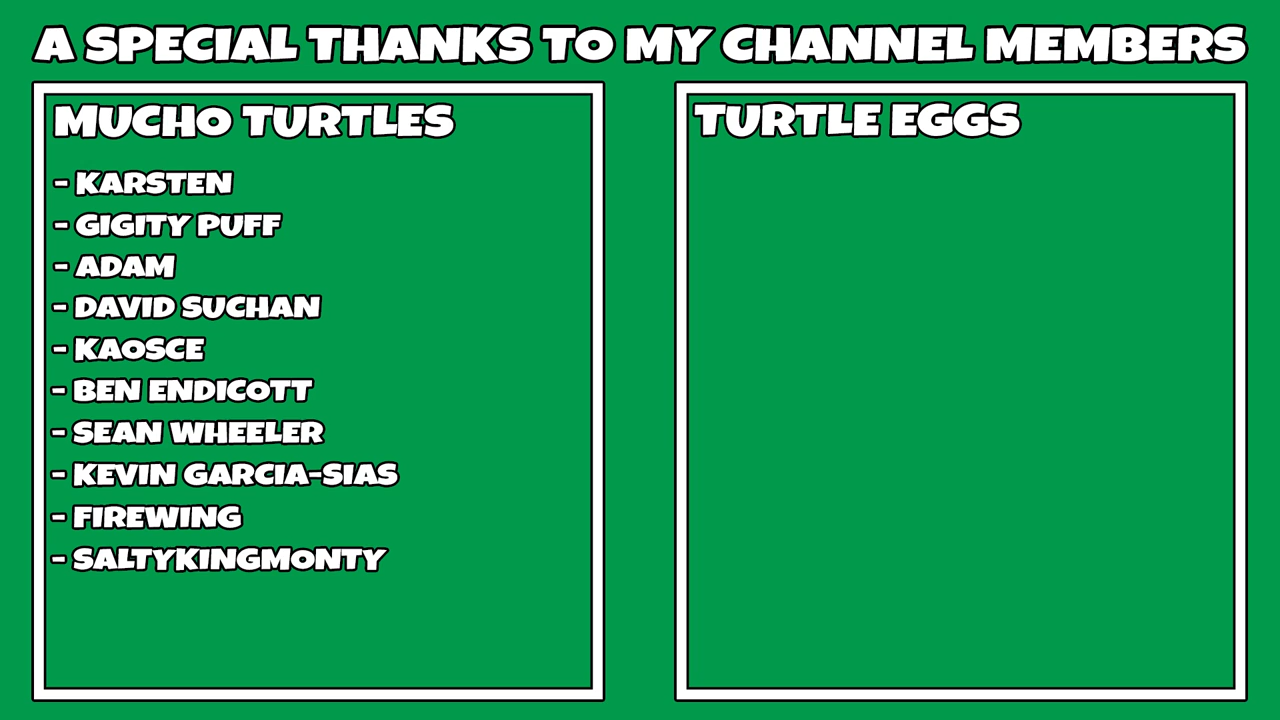 A SPECIAL THANKS TO MY CHANNEL MEMBERS
MUCHO TURTLES
- KARSTEN
- GIGITY PUFF
- ADAM
- DAVID SUCHAN
- KAOSCE
- BEN ENDICOTT
- SEAN WHEELER
- KEVIN GARCIA-SIAS
- FIREWING
- SALTYKINGMONTY
TURTLE EGGS